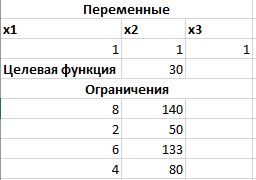 Переменные
x1 x2 x3
1 1 1
Целевая функция 30
Ограничения
8 140
2 50
6 133
4 80